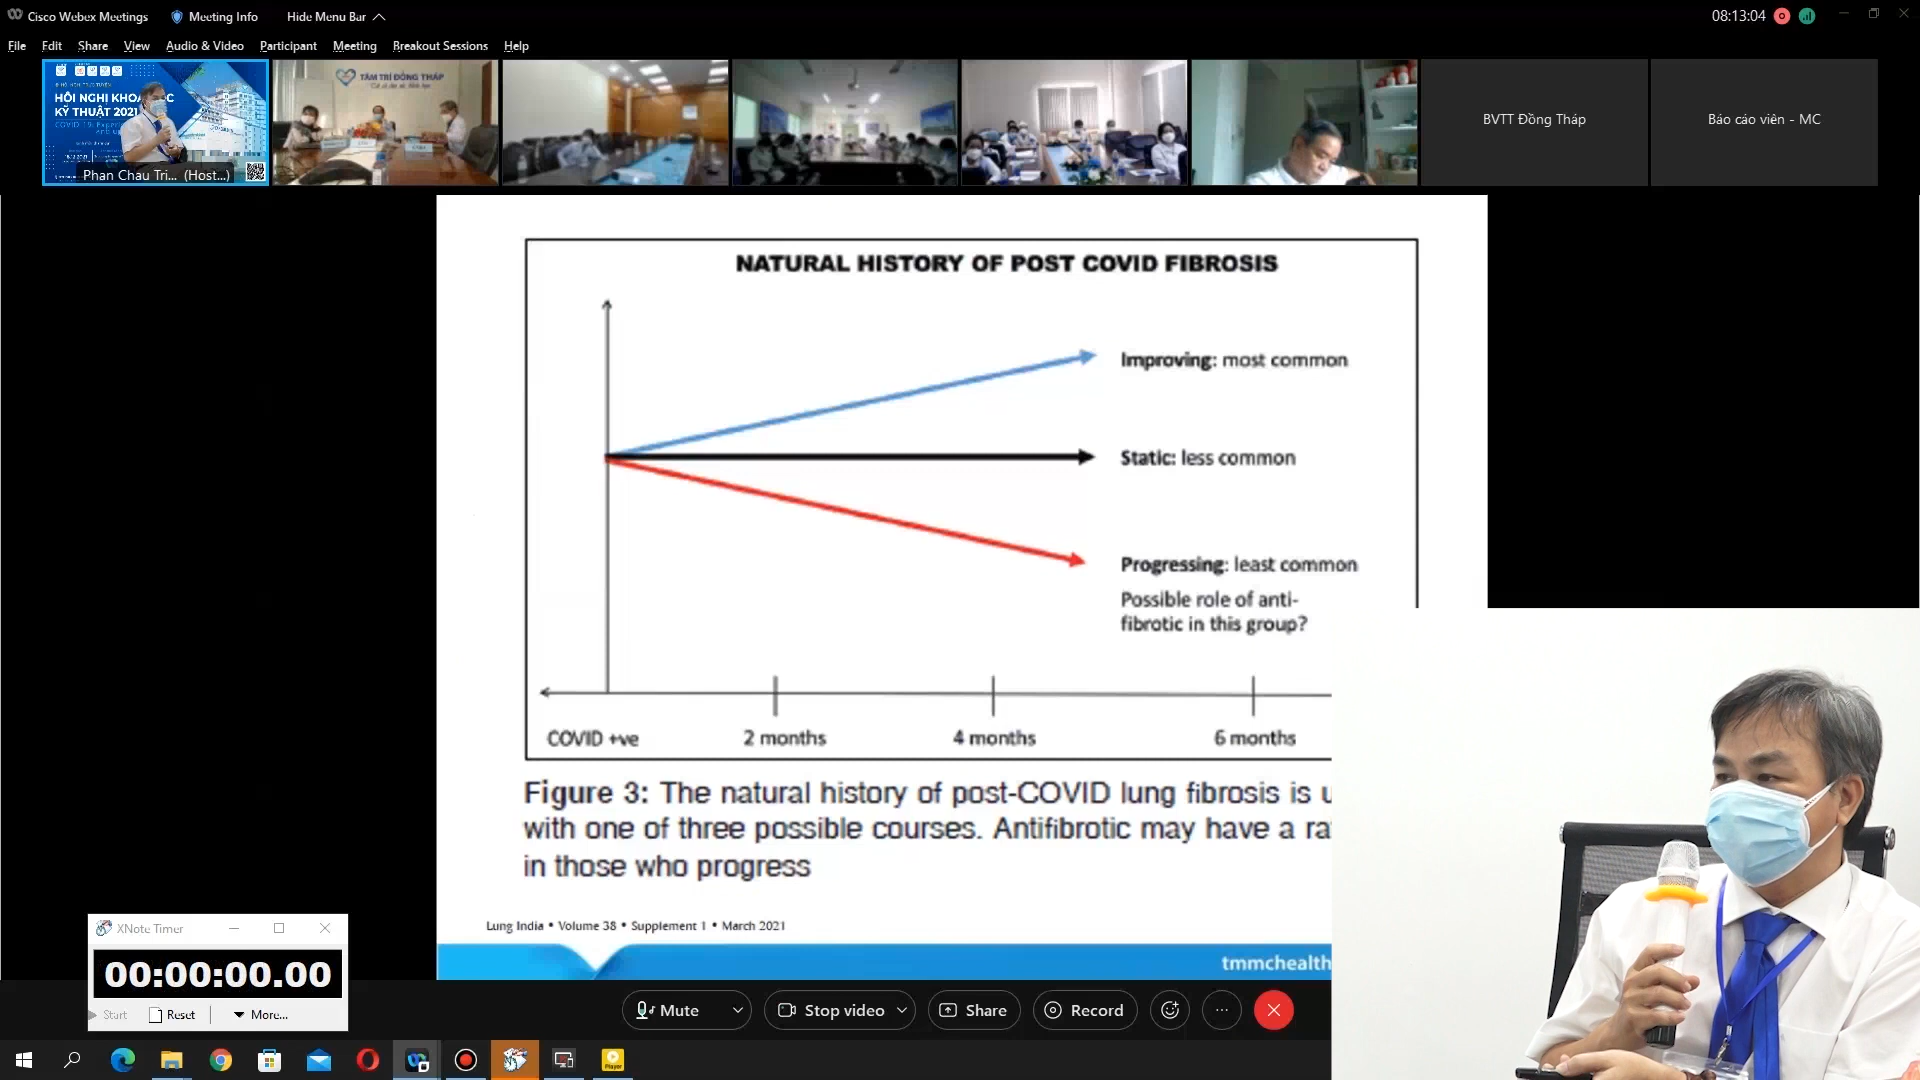 Cisco Webex Meetings
Meeting Info
Hide Menu Bar
08:13:04
File Edit Share View Audio & Video Participant Meeting Breakout Sessions Help
HỘI NGHỊ KHOA HỌC
KỸ THUẬT 2021
Phan Chau Tri... (Host...)
TÂM TRÍ ĐỒNG THÁP
BVTT Đồng Tháp
Báo cáo viên - MC
NATURAL HISTORY OF POST COVID FIBROSIS
Improving: most common
Static: less common
Progressing: least common
Possible role of anti-
fibrotic in this group?
COVID +ve 2 months 4 months 6 months
Figure 3: The natural history of post-COVID lung fibrosis is u
with one of three possible courses. Antifibrotic may have a ra
in those who progress
Lung India • Volume 38 • Supplement 1 • March 2021
tmmchealth
XNote Timer
00:00:00.00
Start Reset More...
Mute Stop video Share Record
Player